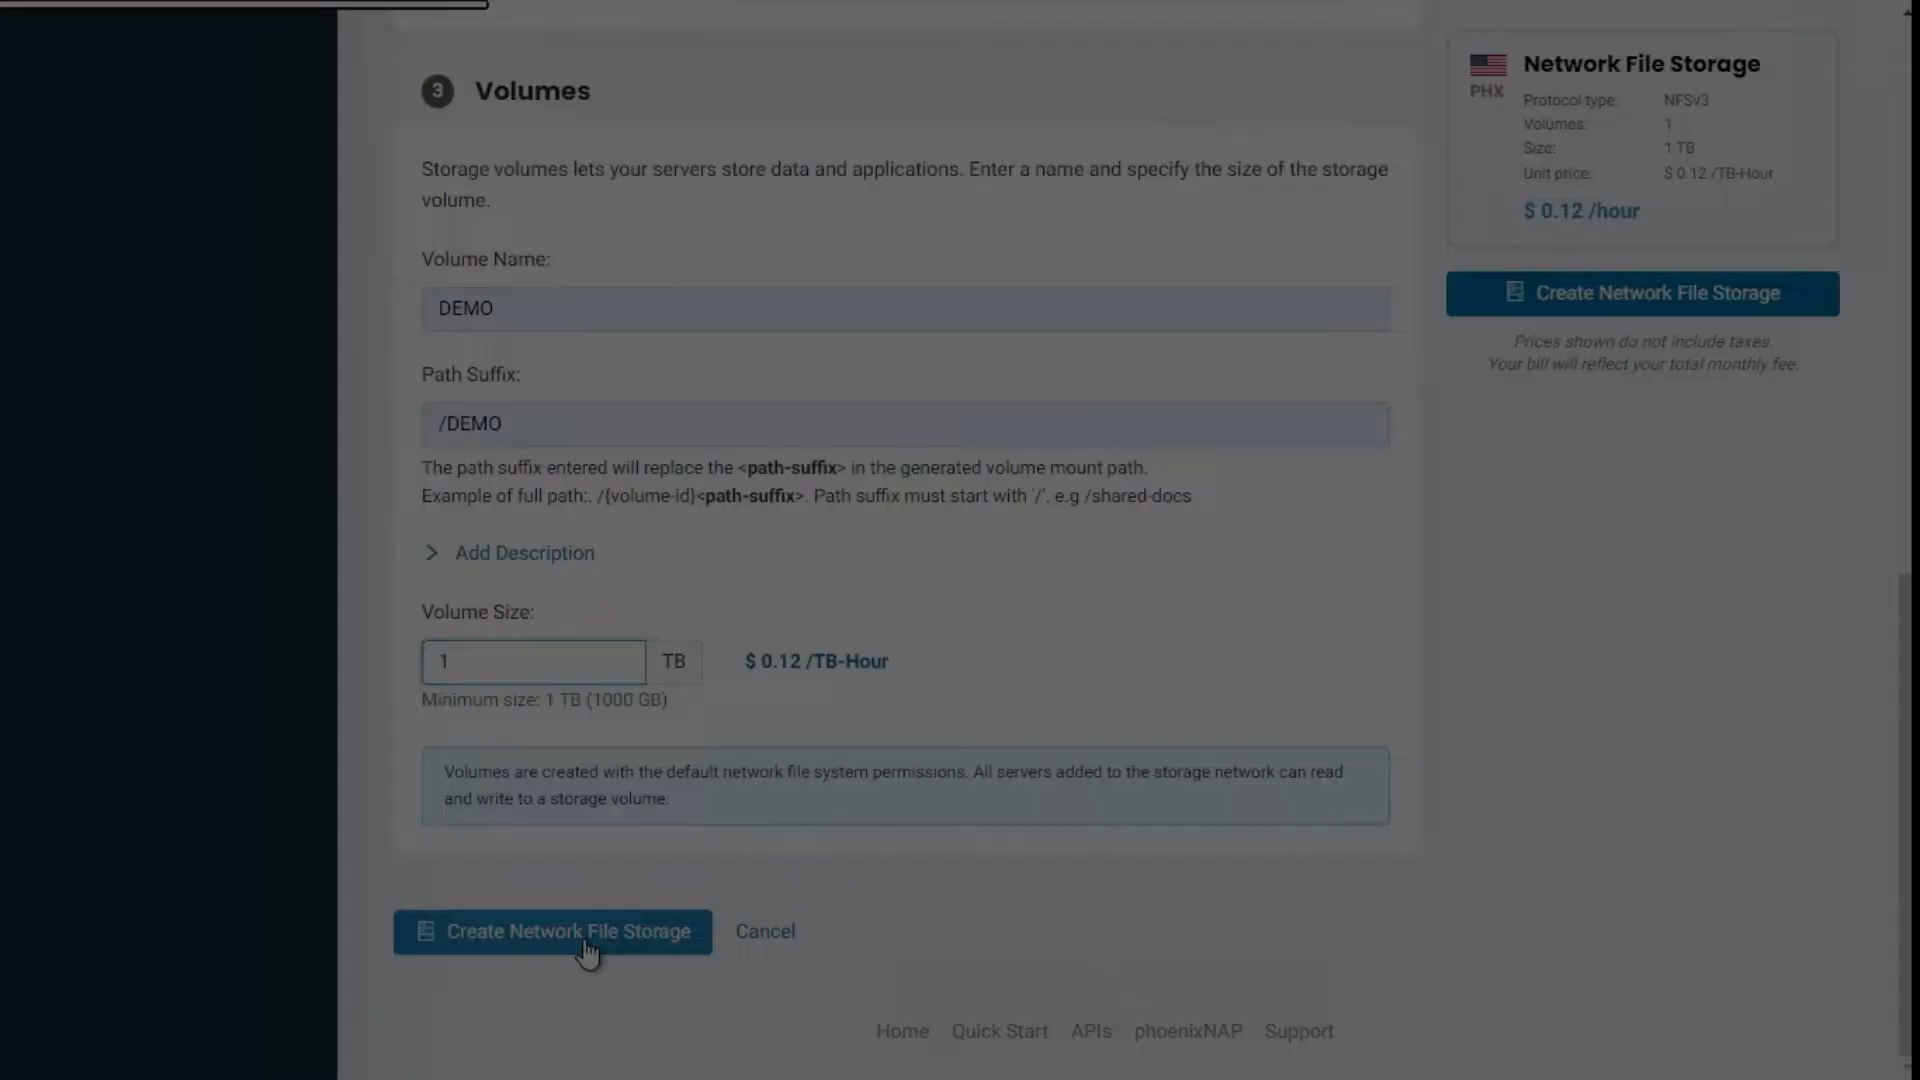 3 Volumes
Storage volumes lets your servers store data and applications. Enter a name and specify the size of the storage
volume.
Volume Name:
DEMO
Path Suffix:
/DEMO
The path suffix entered will replace the <path-suffix> in the generated volume mount path.
Example of full path:. /{volume-id}<path-suffix>. Path suffix must start with '/'. e.g /shared-docs
Add Description
Volume Size:
1 TB $ 0.12 /TB-Hour
Minimum size: 1 TB (1000 GB)
Volumes are created with the default network file system permissions. All servers added to the storage network can read
and write to a storage volume.
Create Network File Storage Cancel
Network File Storage
PHX
Protocol type: NFSv3
Volumes: 1
Size: 1 TB
Unit price: $ 0.12 /TB-Hour
$ 0.12 /hour
Create Network File Storage
Prices shown do not include taxes.
Your bill will reflect your total monthly fee.
Home Quick Start APIs phoenixNAP Support